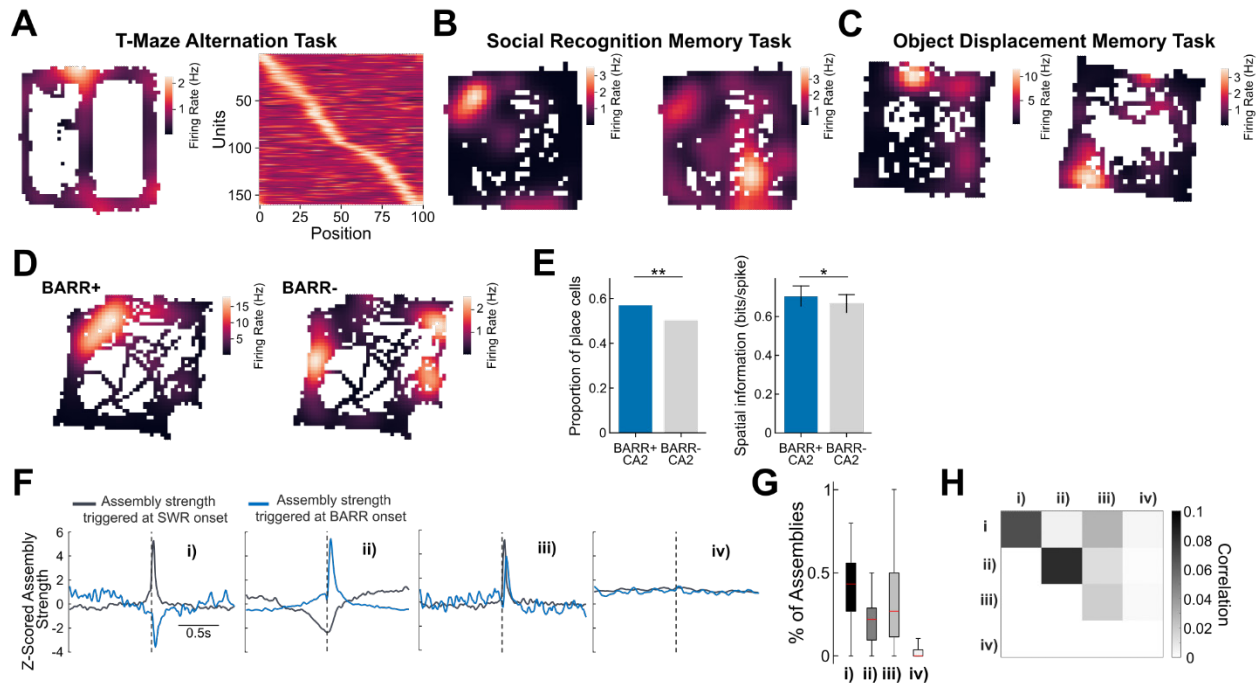 A
T-Maze Alternation Task
2
1
Firing Rate (Hz)
Units
50
100
150
0
25
50
75
100
Position
B
Social Recognition Memory Task
3
2
1
Firing Rate (Hz)
3
2
1
Firing Rate (Hz)
C
Object Displacement Memory Task
10
5
Firing Rate (Hz)
3
2
1
Firing Rate (Hz)
D
BARR+
15
10
5
Firing Rate (Hz)
BARR-
2
1
Firing Rate (Hz)
E
Proportion of place cells
0.6
0.4
0.2
0
**
BARR+ BARR-
CA2 CA2
Spatial information (bits/spike)
0.6
0.4
0.2
0
*
BARR+ BARR-
CA2 CA2
F
Assembly strength
triggered at SWR onset
Assembly strength
triggered at BARR onset
Z-Scored Assembly
Strength
6
4
2
0
-2
-4
i)
0.5s
ii)
iii)
iv)
G
% of Assemblies
1
0.5
0
i) ii) iii) iv)
H
i) ii) iii) iv)
i
ii)
iii)
iv)
0.1
0.08
0.06
0.04
0.02
0
Correlation